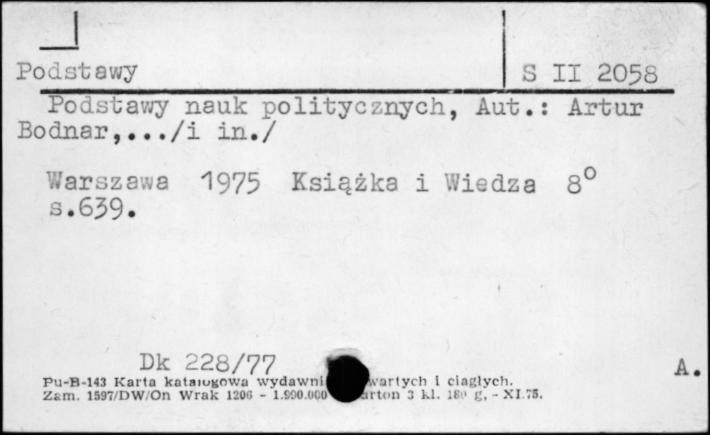 Podstawy S II 2058
Podstawy nauk politycznych, Aut.: Artur
Bodnar,.../i in./
Warszawa 1975 Książka i Wiedza 8°
s.639.
Dk 228/77
A.
Pu-B-143 Karta katalogowa wydawni wartych i ciągłych.
Zam. 1597/DW/On Wrak 1206 - 1.990.000 arton 3 kl. 180 g, - XI.75.